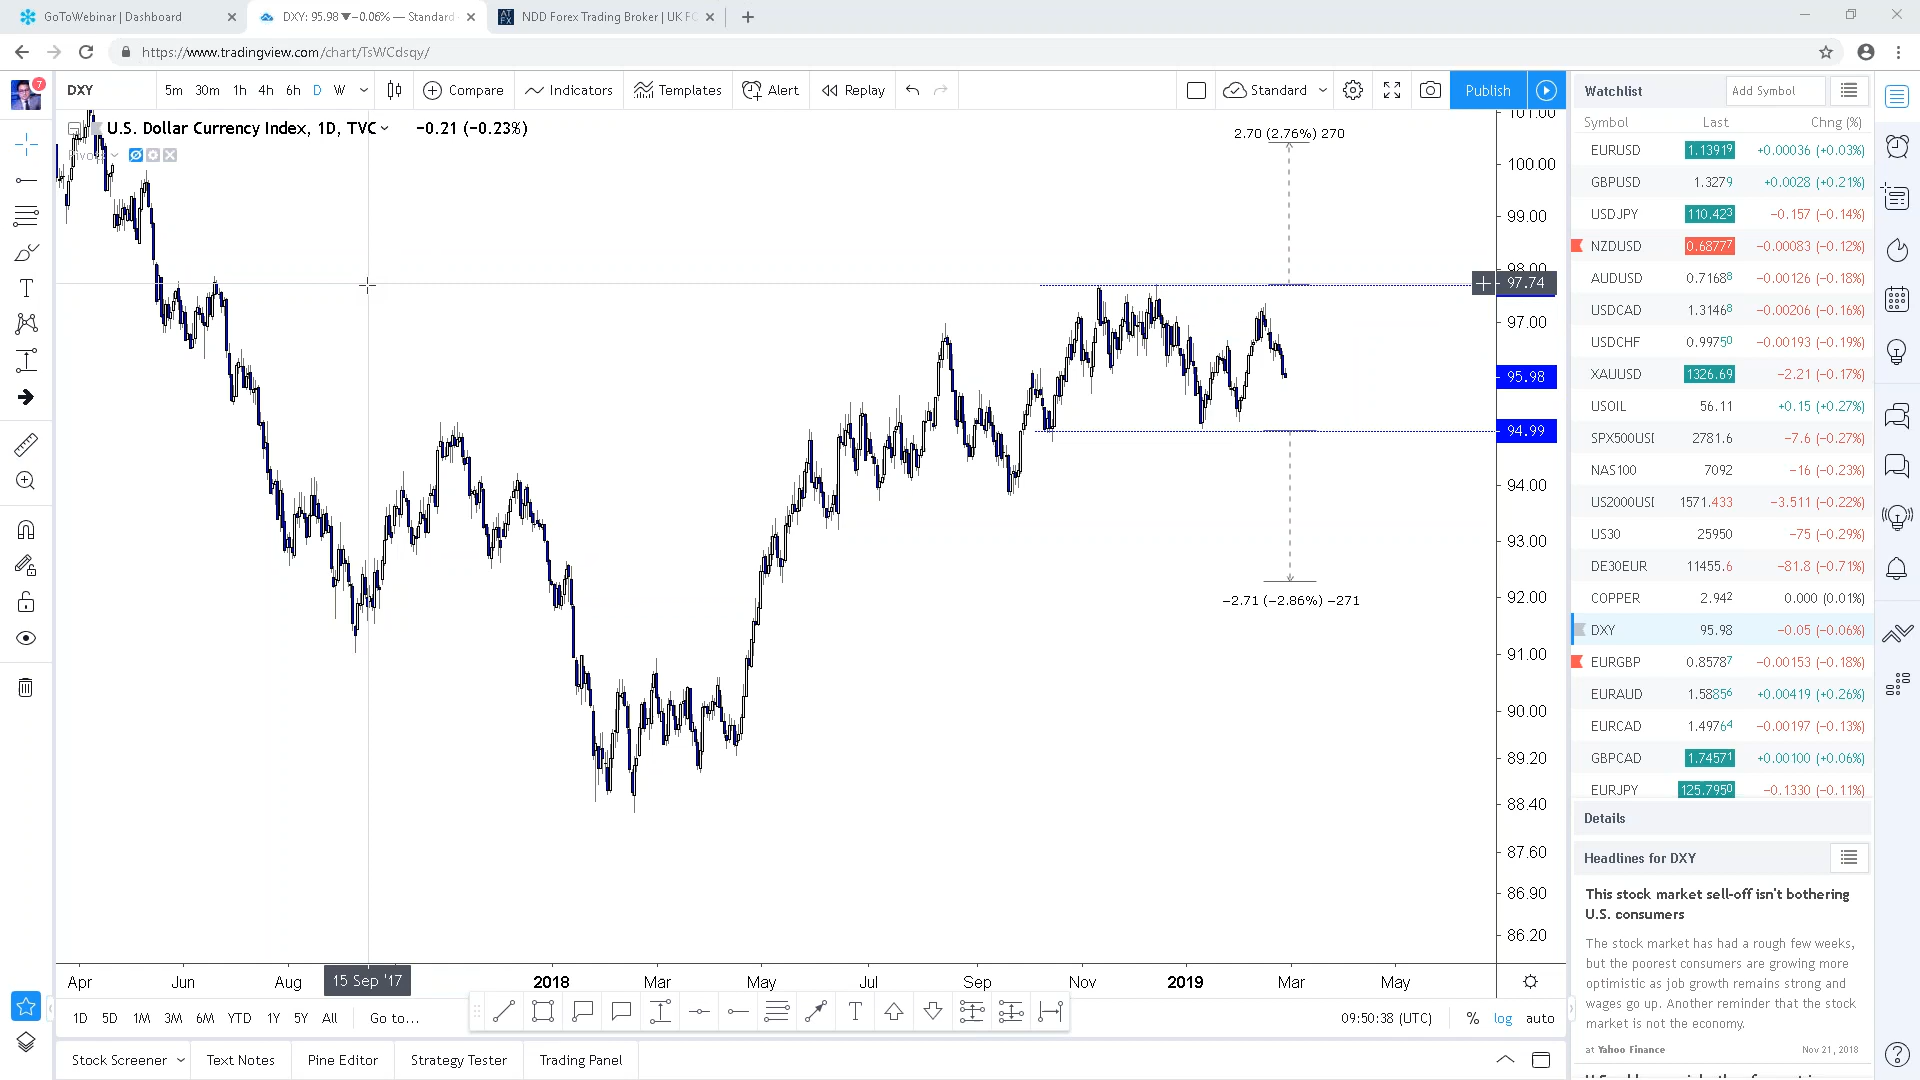 GoToWebinar | Dashboard
DXY: 95.98 ▼−0.06% — Standard
NDD Forex Trading Broker | UK FC
https://www.tradingview.com/chart/TsWCdsqy/
7
DXY 5m 30m 1h 4h 6h D W Compare Indicators Templates Alert Replay Standard Publish
U.S. Dollar Currency Index, 1D, TVC −0.21 (−0.23%)
2.70 (2.76%) 270
−2.71 (−2.86%) −271
101.00
100.00
99.00
98.00
97.74
97.00
95.98
94.99
94.00
93.00
92.00
91.00
90.00
89.20
88.40
87.60
86.90
86.20
Apr Jun Aug 15 Sep '17 2018 Mar May Jul Sep Nov 2019 Mar May
1D 5D 1M 3M 6M YTD 1Y 5Y All Go to... T 09:50:38 (UTC) % log auto
Stock Screener Text Notes Pine Editor Strategy Tester Trading Panel
Watchlist Add Symbol
Symbol Last Chng (%)
EURUSD 1.13919 +0.00036 (+0.03%)
GBPUSD 1.3279 +0.0028 (+0.21%)
USDJPY 110.423 −0.157 (−0.14%)
NZDUSD 0.68777 −0.00083 (−0.12%)
AUDUSD 0.71688 −0.00126 (−0.18%)
USDCAD 1.31468 −0.00206 (−0.16%)
USDCHF 0.99750 −0.00193 (−0.19%)
XAUUSD 1326.69 −2.21 (−0.17%)
USOIL 56.11 +0.15 (+0.27%)
SPX500USD 2781.6 −7.6 (−0.27%)
NAS100 7092 −16 (−0.23%)
US2000USD 1571.433 −3.511 (−0.22%)
US30 25950 −75 (−0.29%)
DE30EUR 11455.6 −81.8 (−0.71%)
COPPER 2.942 0.000 (0.01%)
DXY 95.98 −0.05 (−0.06%)
EURGBP 0.85787 −0.00153 (−0.18%)
EURAUD 1.58856 +0.00419 (+0.26%)
EURCAD 1.49764 −0.00197 (−0.13%)
GBPCAD 1.74571 +0.00100 (+0.06%)
EURJPY 125.7950 −0.1330 (−0.11%)
Details
Headlines for DXY
This stock market sell-off isn't bothering
U.S. consumers
The stock market has had a rough few weeks,
but the poorest consumers are growing more
optimistic as job growth remains strong and
wages go up. Another reminder that the stock
market is not the economy.
at Yahoo Finance Nov 21, 2018